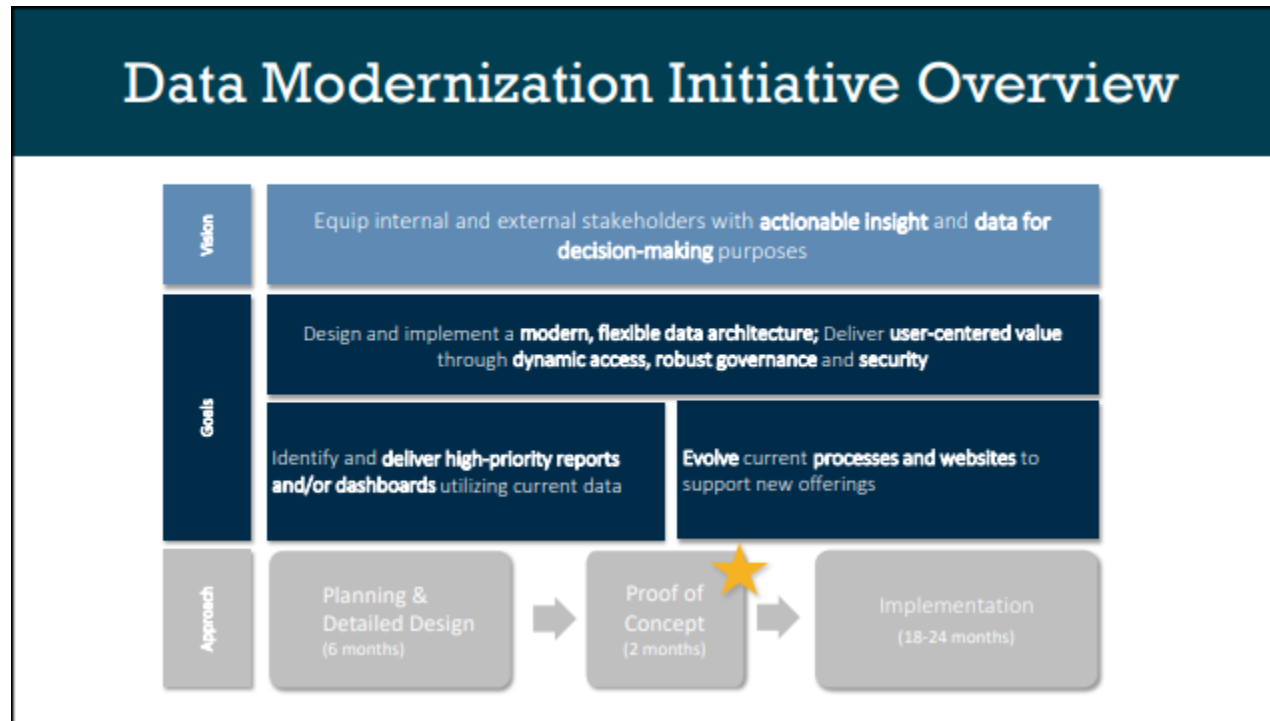 Data Modernization Initiative Overview
Vision
Equip internal and external stakeholders with actionable insight and data for
decision-making purposes
Goals
Design and implement a modern, flexible data architecture; Deliver user-centered value
through dynamic access, robust governance and security
Identify and deliver high-priority reports
and/or dashboards utilizing current data
Evolve current processes and websites to
support new offerings
Approach
Planning &
Detailed Design
(6 months)
Proof of
Concept
(2 months)
Implementation
(18-24 months)